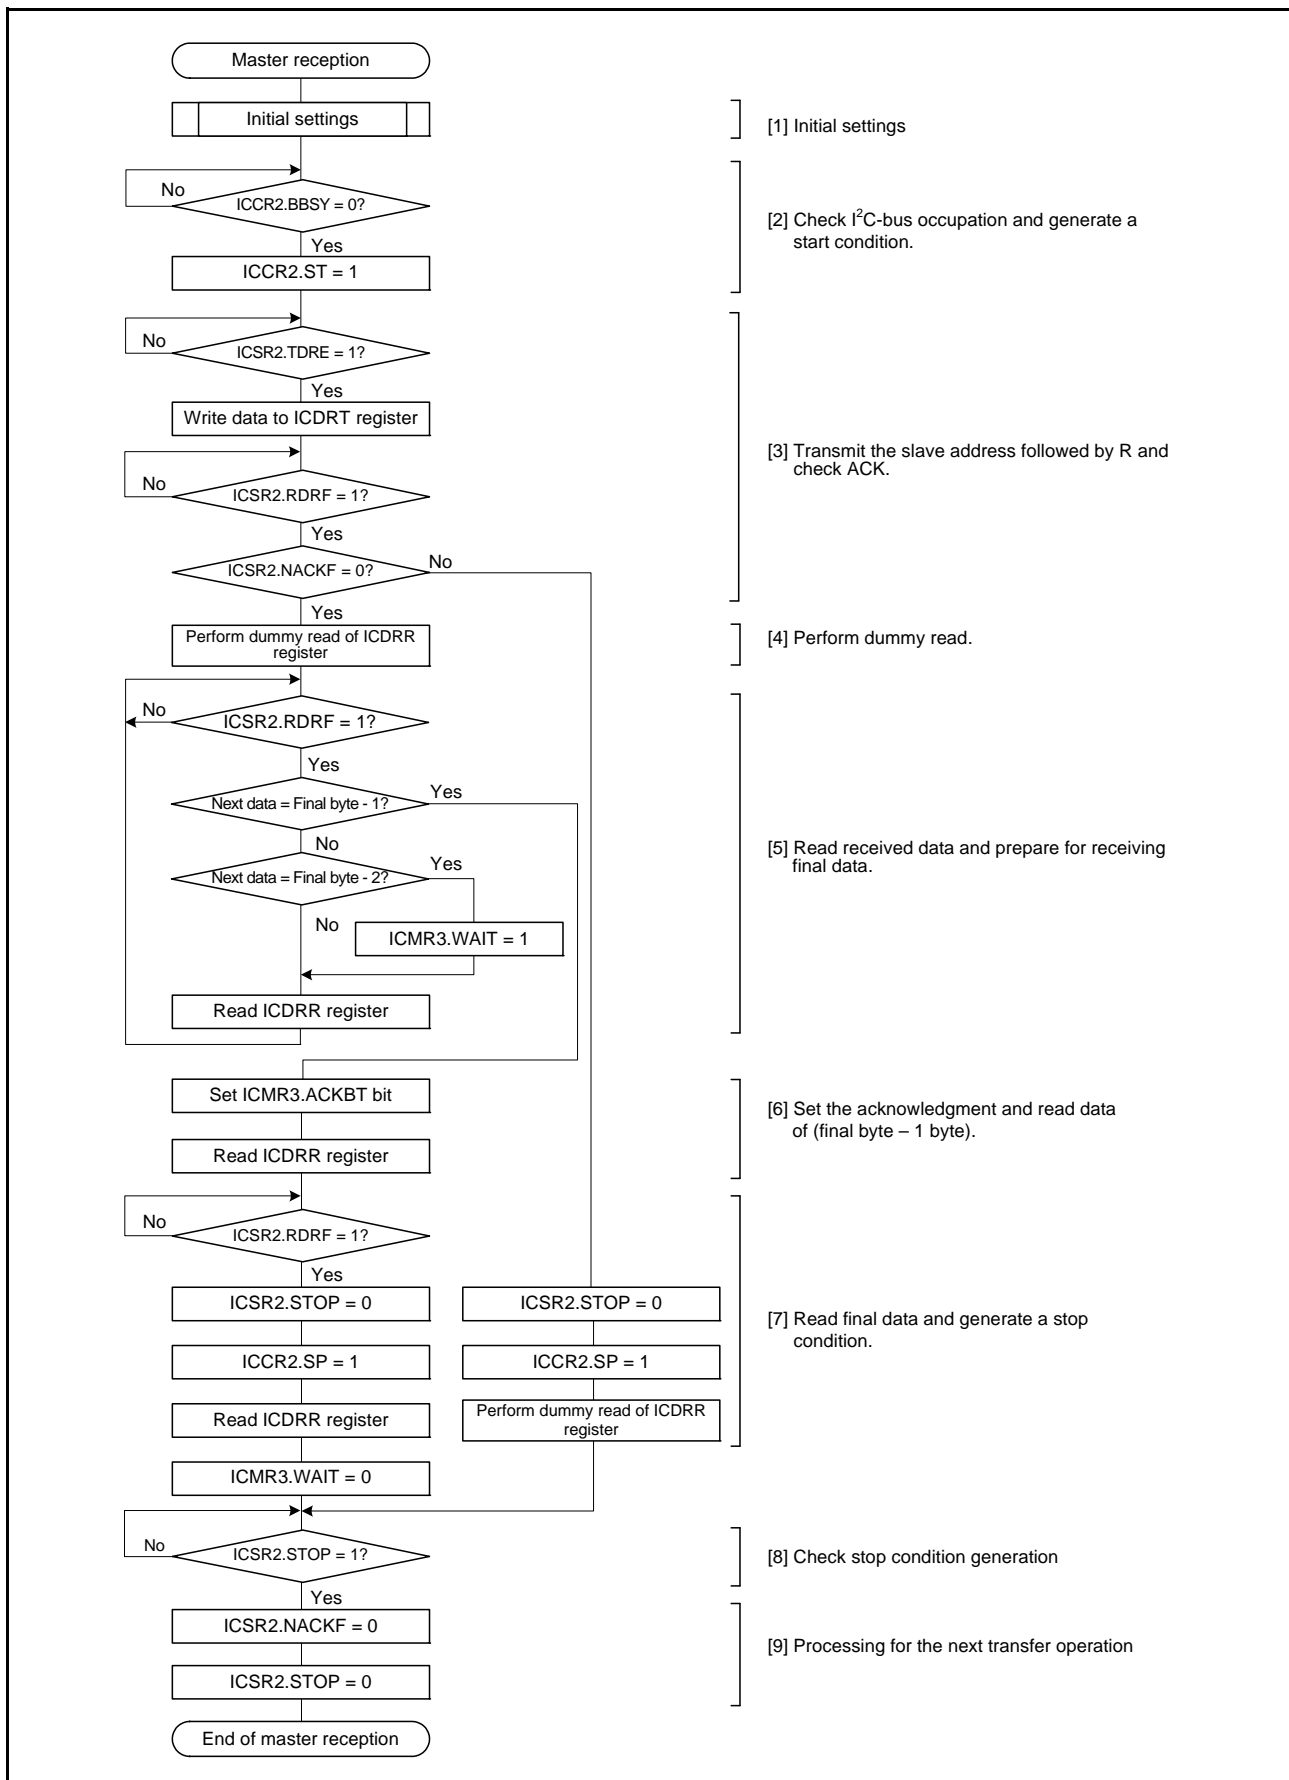 Master reception
Initial settings
[1] Initial settings
No
ICCR2.BBSY = 0?
Yes
ICCR2.ST = 1
[2] Check I²C-bus occupation and generate a
start condition.
No
ICSR2.TDRE = 1?
Yes
Write data to ICDRT register
No
ICSR2.RDRF = 1?
Yes
ICSR2.NACKF = 0?
No
Yes
[3] Transmit the slave address followed by R and
check ACK.
Perform dummy read of ICDRR
register
[4] Perform dummy read.
No
ICSR2.RDRF = 1?
Yes
Next data = Final byte - 1?
Yes
No
Next data = Final byte - 2?
Yes
No
ICMR3.WAIT = 1
Read ICDRR register
[5] Read received data and prepare for receiving
final data.
Set ICMR3.ACKBT bit
Read ICDRR register
[6] Set the acknowledgment and read data
of (final byte – 1 byte).
No
ICSR2.RDRF = 1?
Yes
ICSR2.STOP = 0
ICCR2.SP = 1
Read ICDRR register
ICMR3.WAIT = 0
ICSR2.STOP = 0
ICCR2.SP = 1
Perform dummy read of ICDRR
register
[7] Read final data and generate a stop
condition.
No
ICSR2.STOP = 1?
Yes
[8] Check stop condition generation
ICSR2.NACKF = 0
ICSR2.STOP = 0
[9] Processing for the next transfer operation
End of master reception